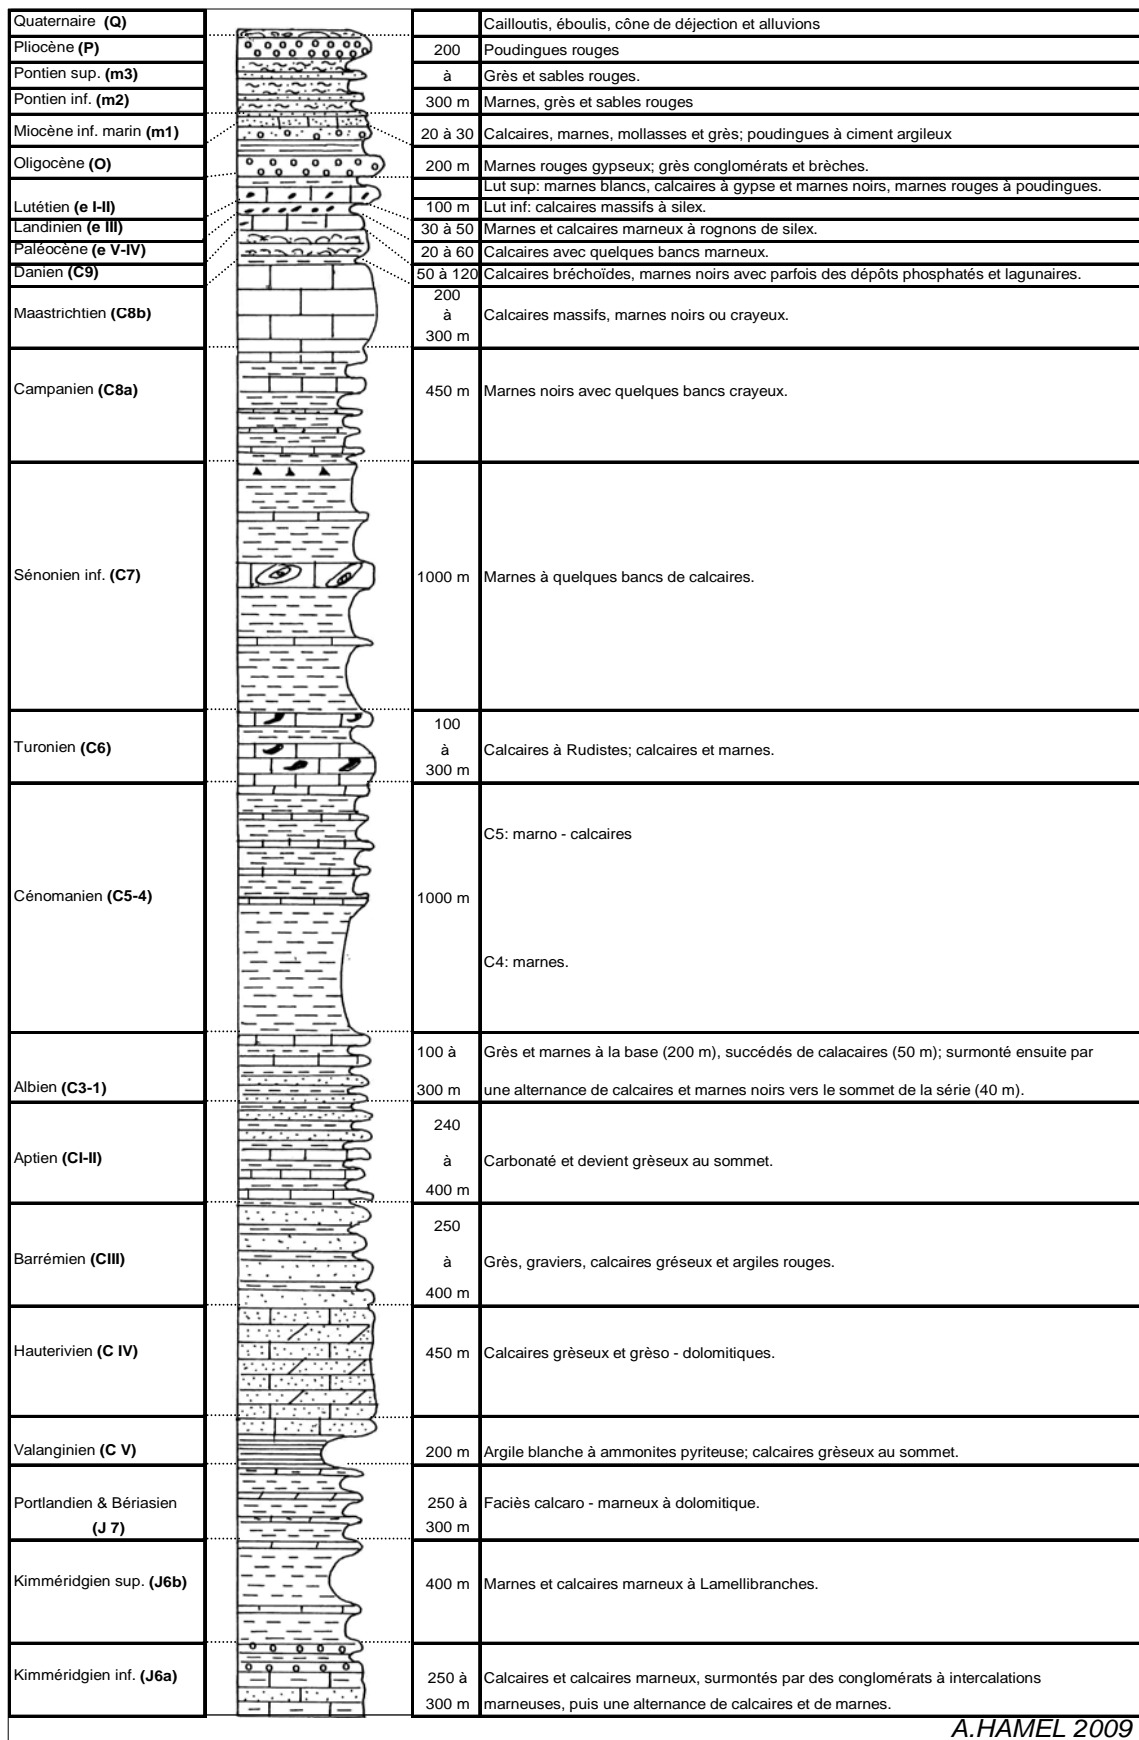 Quaternaire (Q) Cailloutis, éboulis, cône de déjection et alluvions
Pliocène (P) 200 Poudingues rouges
Pontien sup. (m3) à Grès et sables rouges.
Pontien inf. (m2) 300 m Marnes, grès et sables rouges
Miocène inf. marin (m1) 20 à 30 Calcaires, marnes, mollasses et grès; poudingues à ciment argileux
Oligocène (O) 200 m Marnes rouges gypseux; grès conglomérats et brèches.
Lut sup: marnes blancs, calcaires à gypse et marnes noirs, marnes rouges à poudingues.
Lutétien (e I-II) 100 m Lut inf: calcaires massifs à silex.
Landinien (e III) 30 à 50 Marnes et calcaires marneux à rognons de silex.
Paléocène (e V-IV) 20 à 60 Calcaires avec quelques bancs marneux.
Danien (C9) 50 à 120 Calcaires bréchoïdes, marnes noirs avec parfois des dépôts phosphatés et lagunaires.
200
Maastrichtien (C8b) à Calcaires massifs, marnes noirs ou crayeux.
300 m
Campanien (C8a) 450 m Marnes noirs avec quelques bancs crayeux.
Sénonien inf. (C7) 1000 m Marnes à quelques bancs de calcaires.
100
Turonien (C6) à Calcaires à Rudistes; calcaires et marnes.
300 m
C5: marno - calcaires
Cénomanien (C5-4) 1000 m
C4: marnes.
100 à Grès et marnes à la base (200 m), succédés de calacaires (50 m); surmonté ensuite par
Albien (C3-1) 300 m une alternance de calcaires et marnes noirs vers le sommet de la série (40 m).
240
Aptien (CI-II) à Carbonaté et devient grèseux au sommet.
400 m
250
Barrémien (CIII) à Grès, graviers, calcaires gréseux et argiles rouges.
400 m
Hauterivien (C IV) 450 m Calcaires grèseux et grèso - dolomitiques.
Valanginien (C V) 200 m Argile blanche à ammonites pyriteuse; calcaires grèseux au sommet.
Portlandien & Bériasien 250 à Faciès calcaro - marneux à dolomitique.
(J 7) 300 m
Kimméridgien sup. (J6b) 400 m Marnes et calcaires marneux à Lamellibranches.
Kimméridgien inf. (J6a) 250 à Calcaires et calcaires marneux, surmontés par des conglomérats à intercalations
300 m marneuses, puis une alternance de calcaires et de marnes.
A.HAMEL 2009